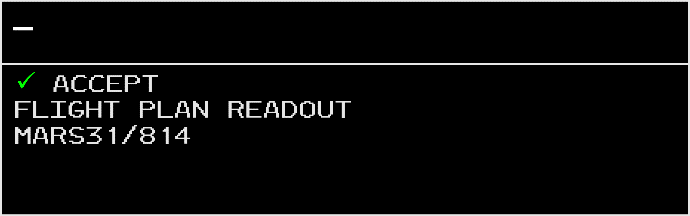 _
✓ ACCEPT
FLIGHT PLAN READOUT
MARS31/814